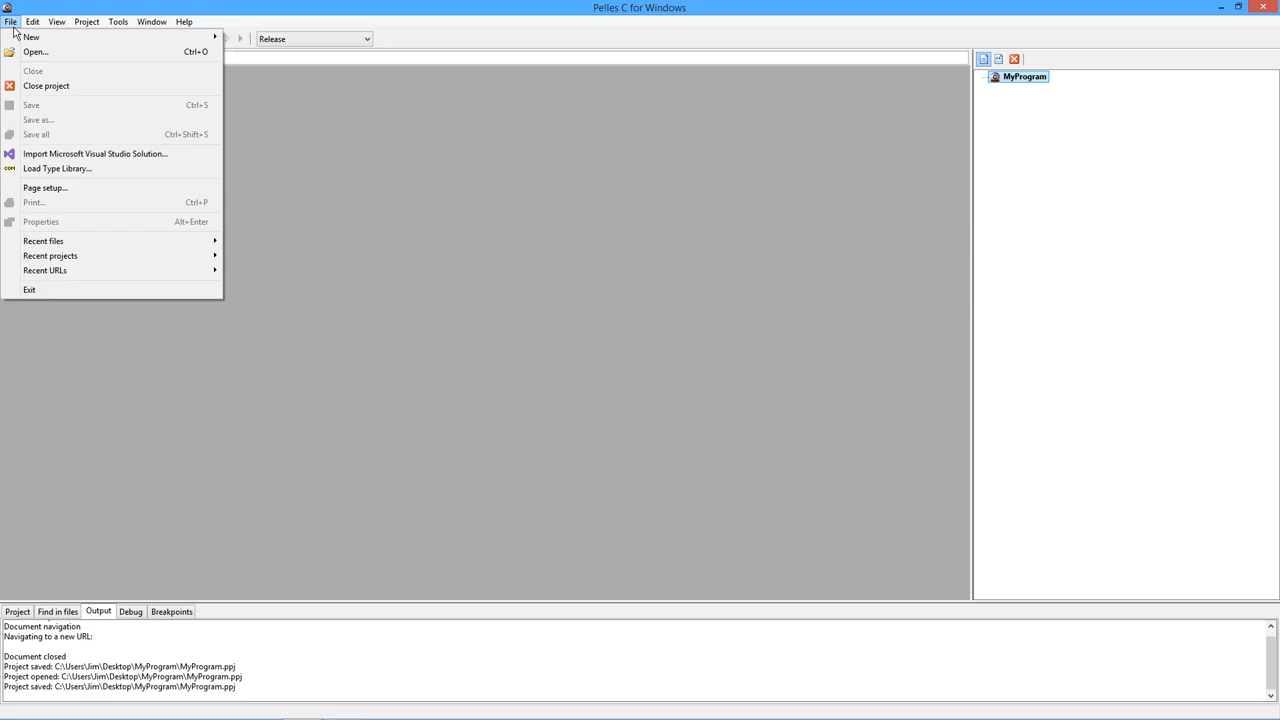 Pelles C for Windows
File Edit View Project Tools Window Help
Release
New
Open... Ctrl+O
Close
Close project
Save Ctrl+S
Save as...
Save all Ctrl+Shift+S
Import Microsoft Visual Studio Solution...
COM Load Type Library...
Page setup...
Print... Ctrl+P
Properties Alt+Enter
Recent files
Recent projects
Recent URLs
Exit
MyProgram
Project Find in files Output Debug Breakpoints
Document navigation
Navigating to a new URL:
Document closed
Project saved: C:\Users\Jim\Desktop\MyProgram\MyProgram.ppj
Project opened: C:\Users\Jim\Desktop\MyProgram\MyProgram.ppj
Project saved: C:\Users\Jim\Desktop\MyProgram\MyProgram.ppj